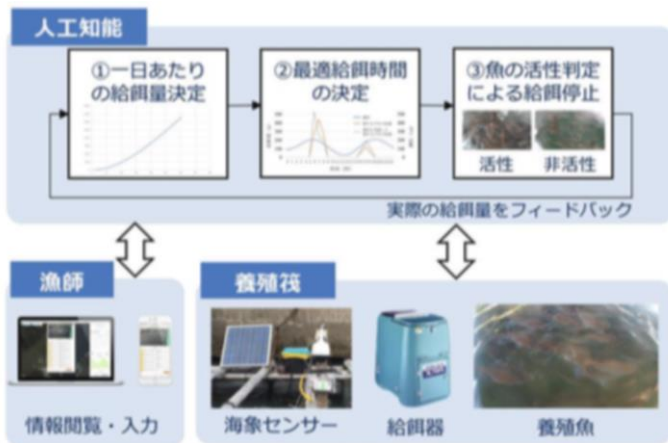 人工知能
①一日あたり
の給餌量決定
②最適給餌時間
の決定
③魚の活性判定
による給餌停止
活性
非活性
実際の給餌量をフィードバック
漁師
情報閲覧・入力
養殖筏
海象センサー
給餌器
養殖魚